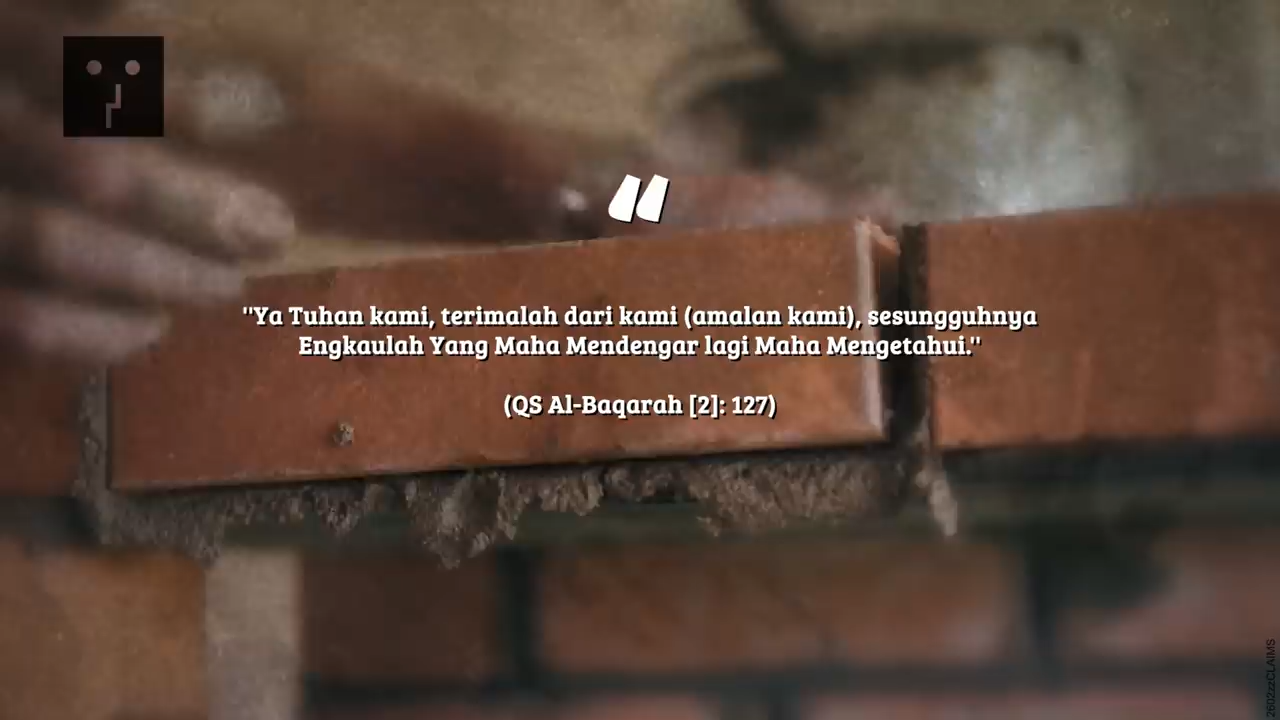 "Ya Tuhan kami, terimalah dari kami (amalan kami), sesungguhnya
Engkaulah Yang Maha Mendengar lagi Maha Mengetahui."
(QS Al-Baqarah [2]: 127)
2602zzCLAIMS